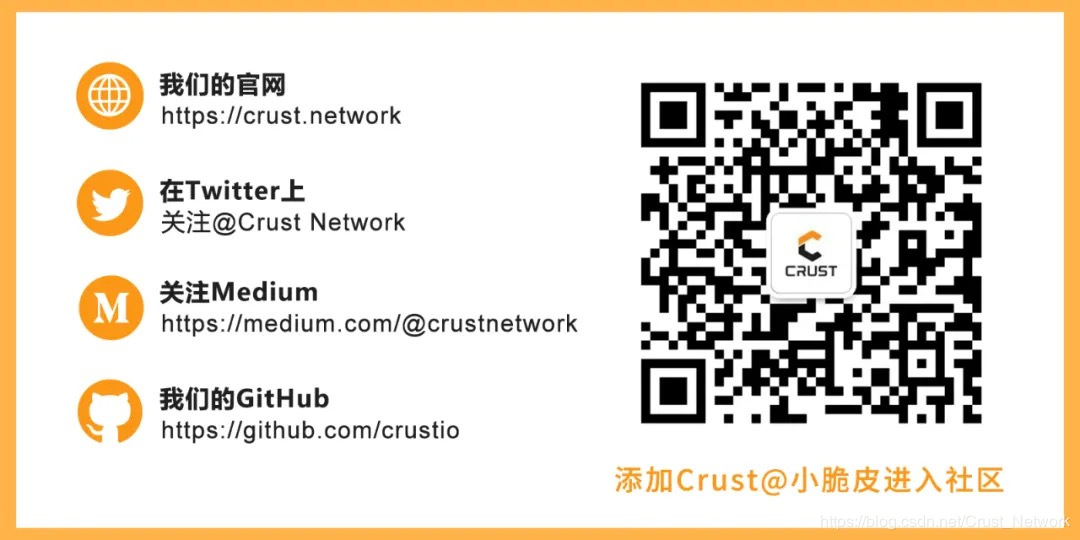 我们的官网
https://crust.network
在Twitter上
关注@Crust Network
关注Medium
https://medium.com/@crustnetwork
我们的GitHub
https://github.com/crustio
CRUST
添加Crust@小脆皮进入社区
https://blog.csdn.net/Crust_Network